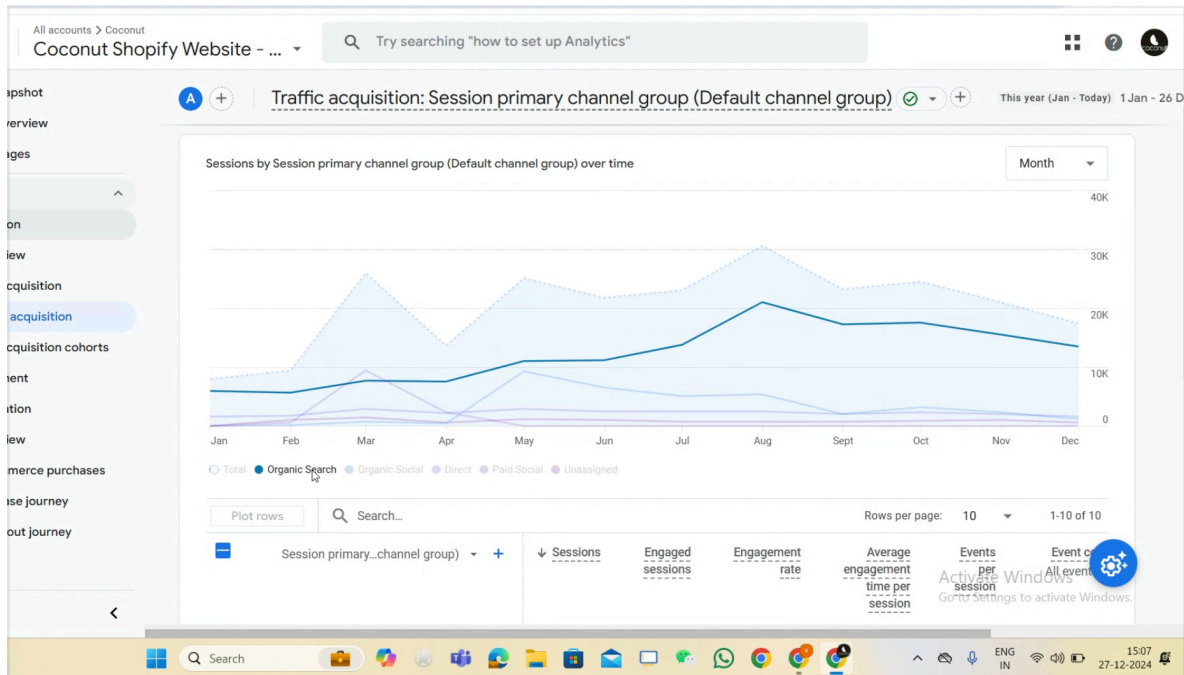 All accounts > Coconut
Coconut Shopify Website - ...
Try searching "how to set up Analytics"
coconut
apshot
verview
ages
on
iew
cquisition
acquisition
cquisition cohorts
nent
ation
iew
mmerce purchases
ase journey
out journey
A
Traffic acquisition: Session primary channel group (Default channel group)
This year (Jan - Today) 1 Jan - 26 D
Sessions by Session primary channel group (Default channel group) over time
Month
40K
30K
20K
10K
0
Jan Feb Mar Apr May Jun Jul Aug Sept Oct Nov Dec
Total Organic Search Organic Social Direct Paid Social Unassigned
Plot rows
Search...
Rows per page: 10
1-10 of 10
Session primary...channel group)
Sessions
Engaged sessions
Engagement rate
Average engagement time per session
Events per session
Event c
All event
Activate Windows
Go to Settings to activate Windows.
Search
ENG
IN
15:07
27-12-2024